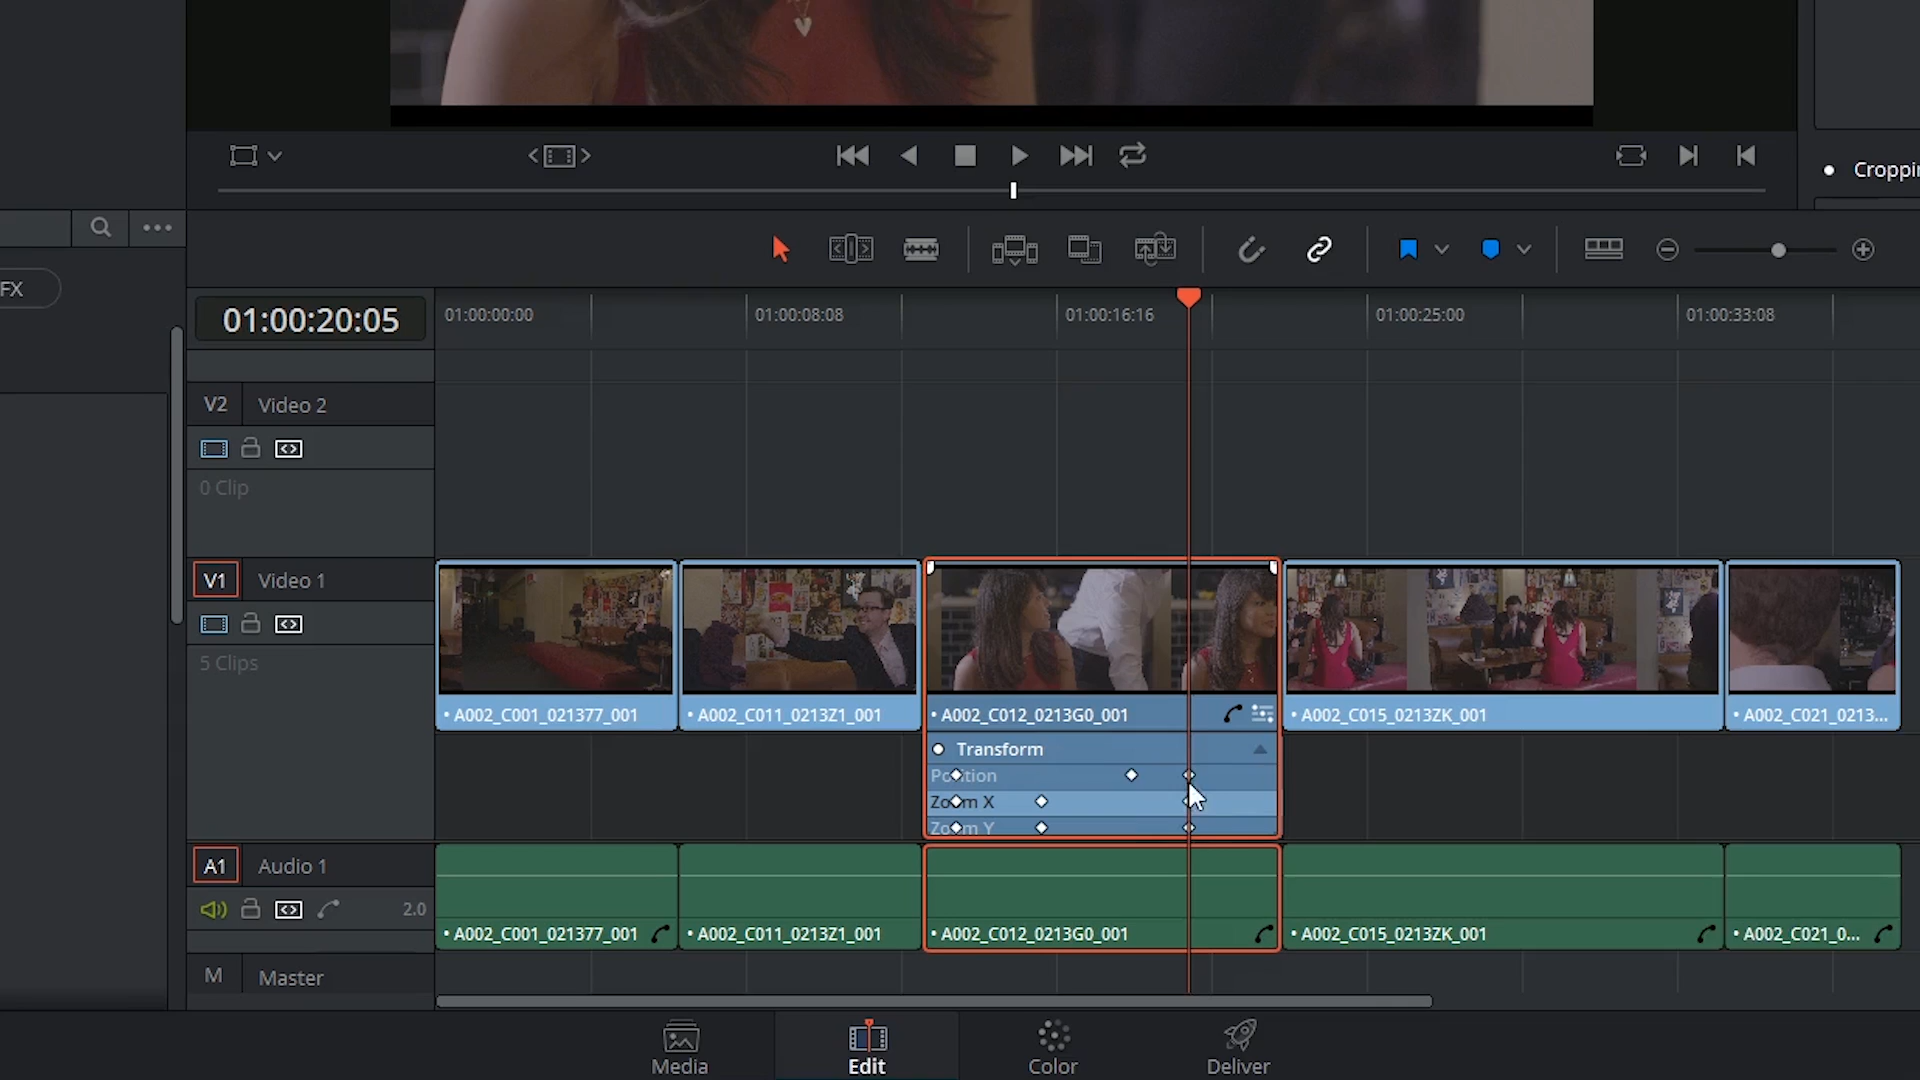 Croppin
FX
01:00:20:05
01:00:00:00
01:00:08:08
01:00:16:16
01:00:25:00
01:00:33:08
V2 Video 2
0 Clip
V1 Video 1
5 Clips
• A002_C001_021377_001
• A002_C011_0213Z1_001
• A002_C012_0213G0_001
• A002_C015_0213ZK_001
• A002_C021_0213...
Transform
Position
Zoom X
Zoom Y
A1 Audio 1
2.0
• A002_C001_021377_001
• A002_C011_0213Z1_001
• A002_C012_0213G0_001
• A002_C015_0213ZK_001
• A002_C021_0...
M Master
Media
Edit
Color
Deliver